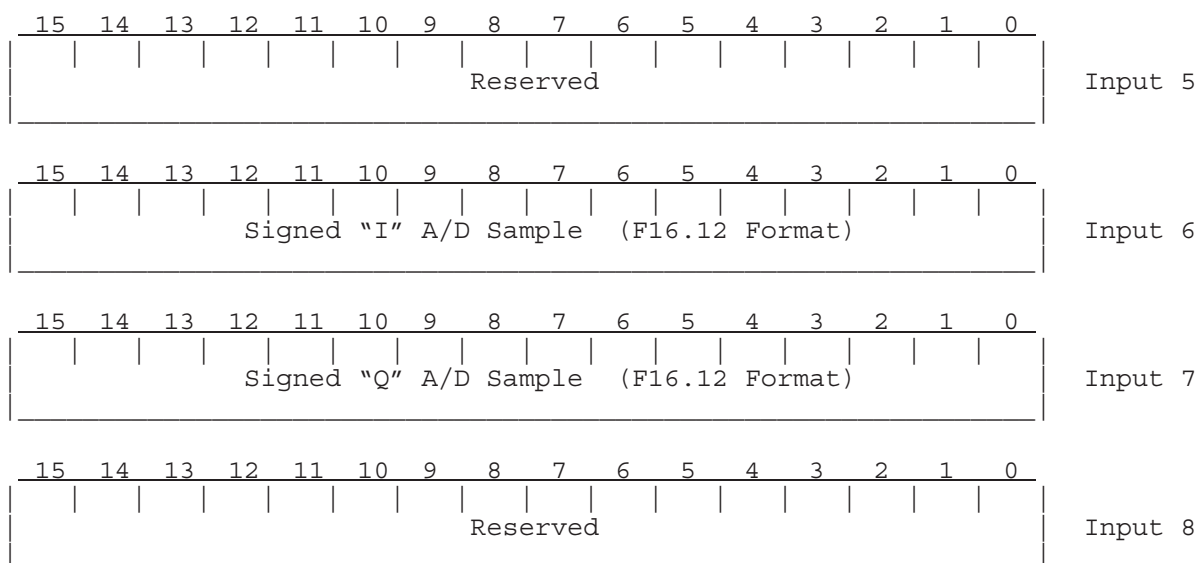 15 14 13 12 11 10 9 8 7 6 5 4 3 2 1 0
Reserved Input 5
15 14 13 12 11 10 9 8 7 6 5 4 3 2 1 0
Signed “I” A/D Sample (F16.12 Format) Input 6
15 14 13 12 11 10 9 8 7 6 5 4 3 2 1 0
Signed “Q” A/D Sample (F16.12 Format) Input 7
15 14 13 12 11 10 9 8 7 6 5 4 3 2 1 0
Reserved Input 8